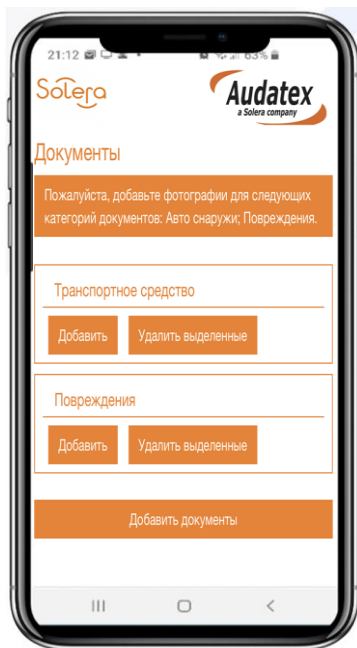 21:12 63%
Solera
Audatex
a Solera company
Документы
Пожалуйста, добавьте фотографии для следующих
категорий документов: Авто снаружи; Повреждения.
Транспортное средство
Добавить Удалить выделенные
Повреждения
Добавить Удалить выделенные
Добавить документы